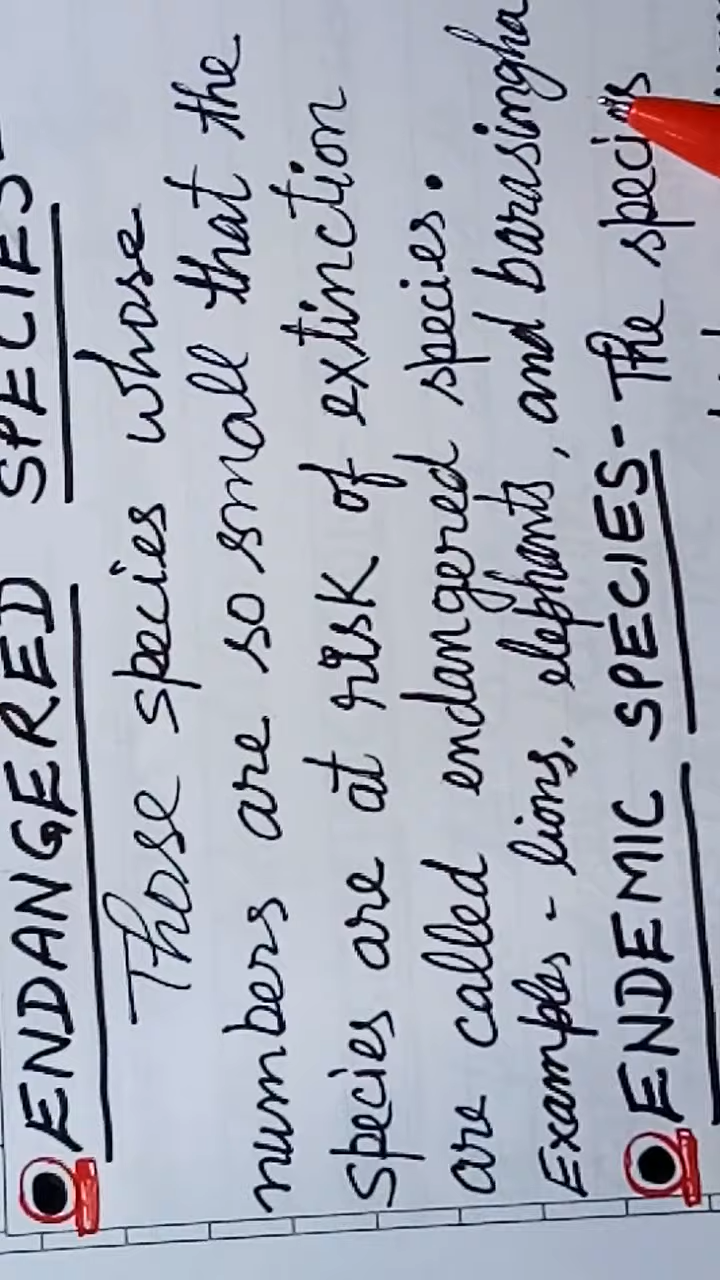 ENDANGERED SPECIES-
Those species whose
numbers are so small that the
species are at risk of extinction
are called endangered species.
Examples - lions, elephants, and barasingha
ENDEMIC SPECIES - The species